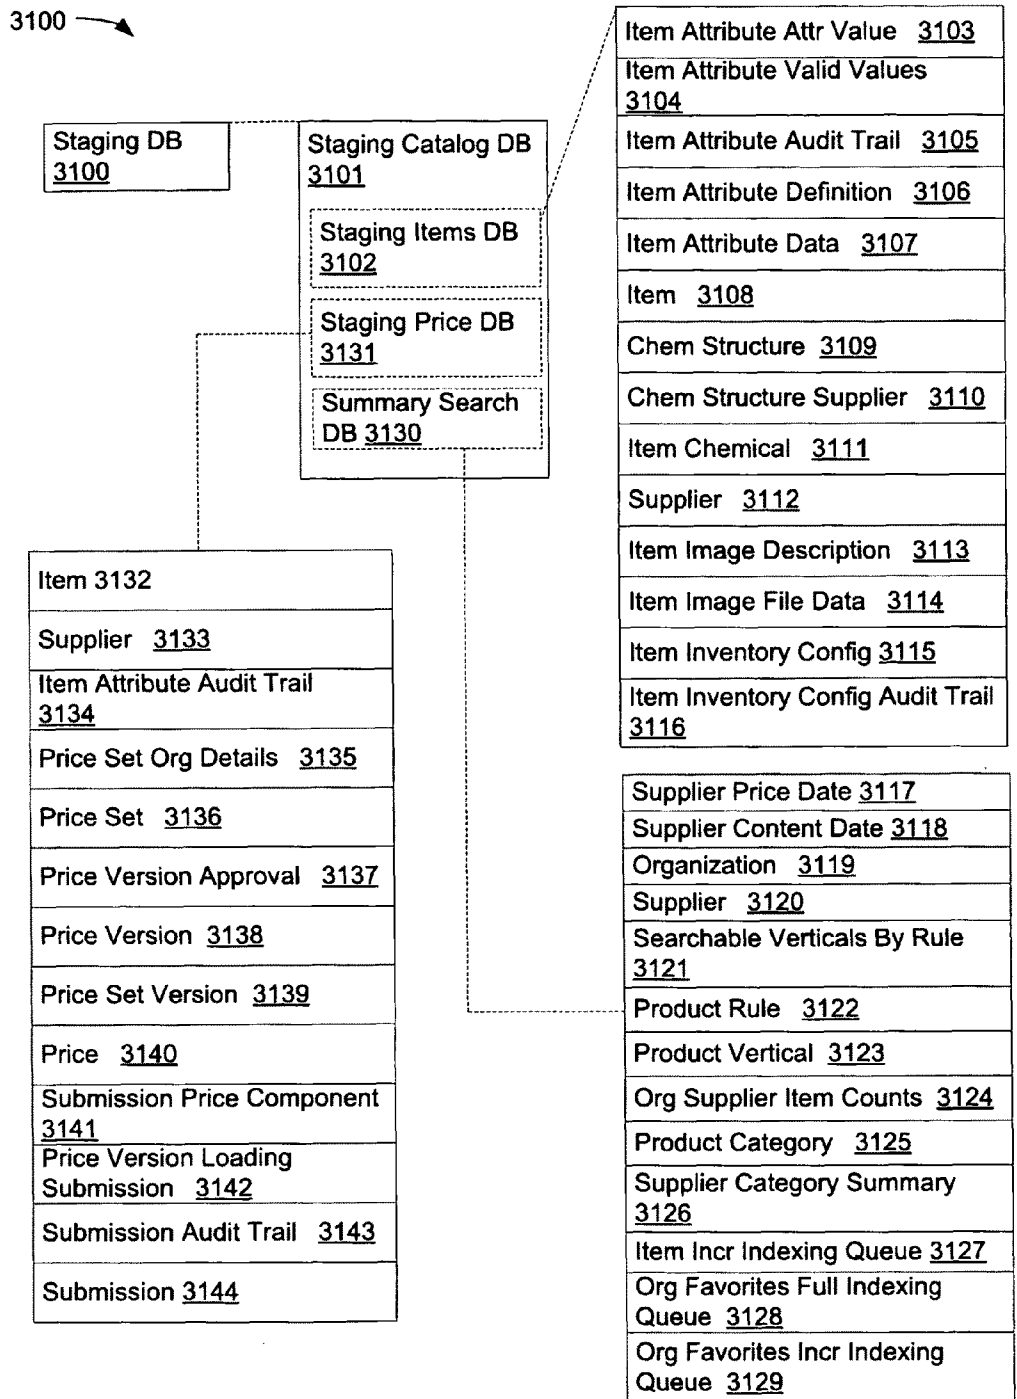 3100
Staging DB
3100
Staging Catalog DB
3101
Staging Items DB
3102
Staging Price DB
3131
Summary Search
DB 3130
Item Attribute Attr Value 3103
Item Attribute Valid Values
3104
Item Attribute Audit Trail 3105
Item Attribute Definition 3106
Item Attribute Data 3107
Item 3108
Chem Structure 3109
Chem Structure Supplier 3110
Item Chemical 3111
Supplier 3112
Item Image Description 3113
Item Image File Data 3114
Item Inventory Config 3115
Item Inventory Config Audit Trail
3116
Item 3132
Supplier 3133
Item Attribute Audit Trail
3134
Price Set Org Details 3135
Price Set 3136
Price Version Approval 3137
Price Version 3138
Price Set Version 3139
Price 3140
Submission Price Component
3141
Price Version Loading
Submission 3142
Submission Audit Trail 3143
Submission 3144
Supplier Price Date 3117
Supplier Content Date 3118
Organization 3119
Supplier 3120
Searchable Verticals By Rule
3121
Product Rule 3122
Product Vertical 3123
Org Supplier Item Counts 3124
Product Category 3125
Supplier Category Summary
3126
Item Incr Indexing Queue 3127
Org Favorites Full Indexing
Queue 3128
Org Favorites Incr Indexing
Queue 3129